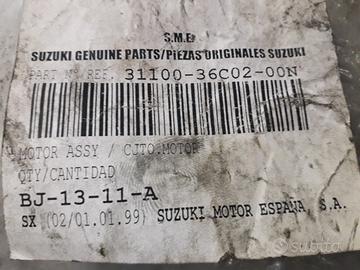 S.M.E.
SUZUKI GENUINE PARTS/PIEZAS ORIGINALES SUZUKI
PART Nº REF. 31100-36C02-00N
MOTOR ASSY / CJTO.MOTOR
QTY/CANTIDAD
BJ-13-11-A
SX (02/01.01.99) SUZUKI MOTOR ESPAÑA, S.A.
subito